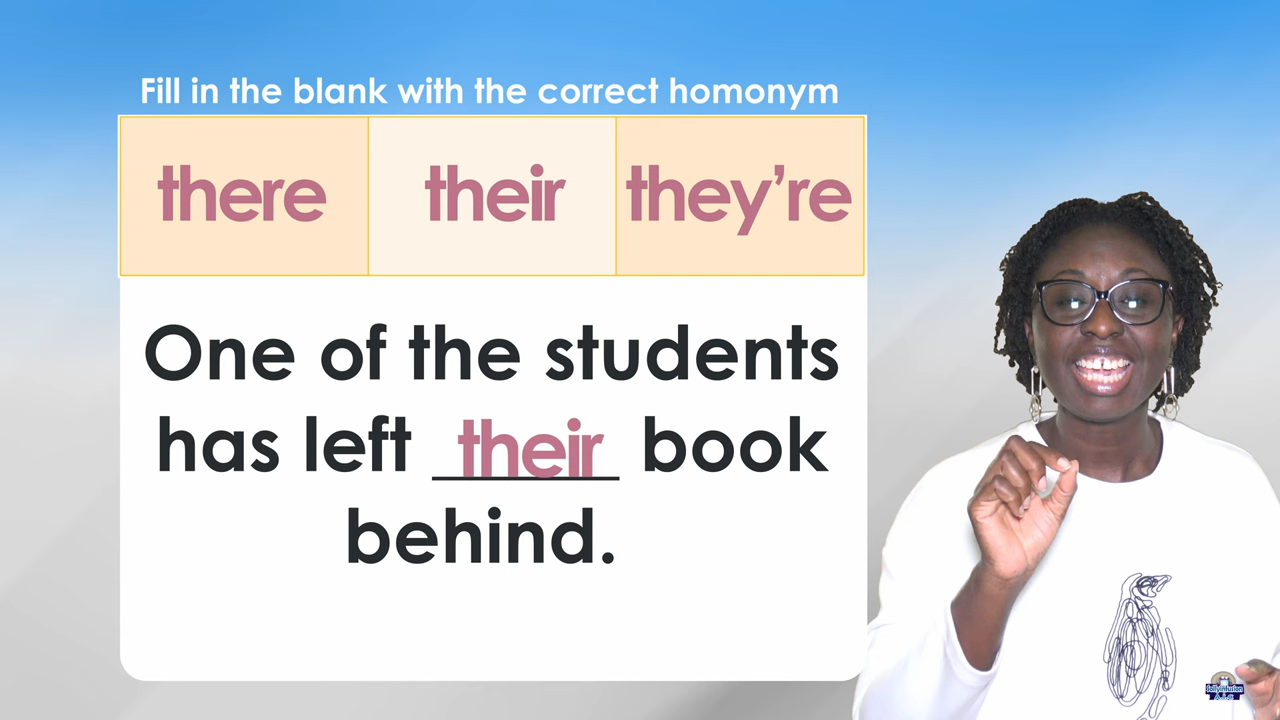 Fill in the blank with the correct homonym
there their they're
One of the students
has left their book
behind.